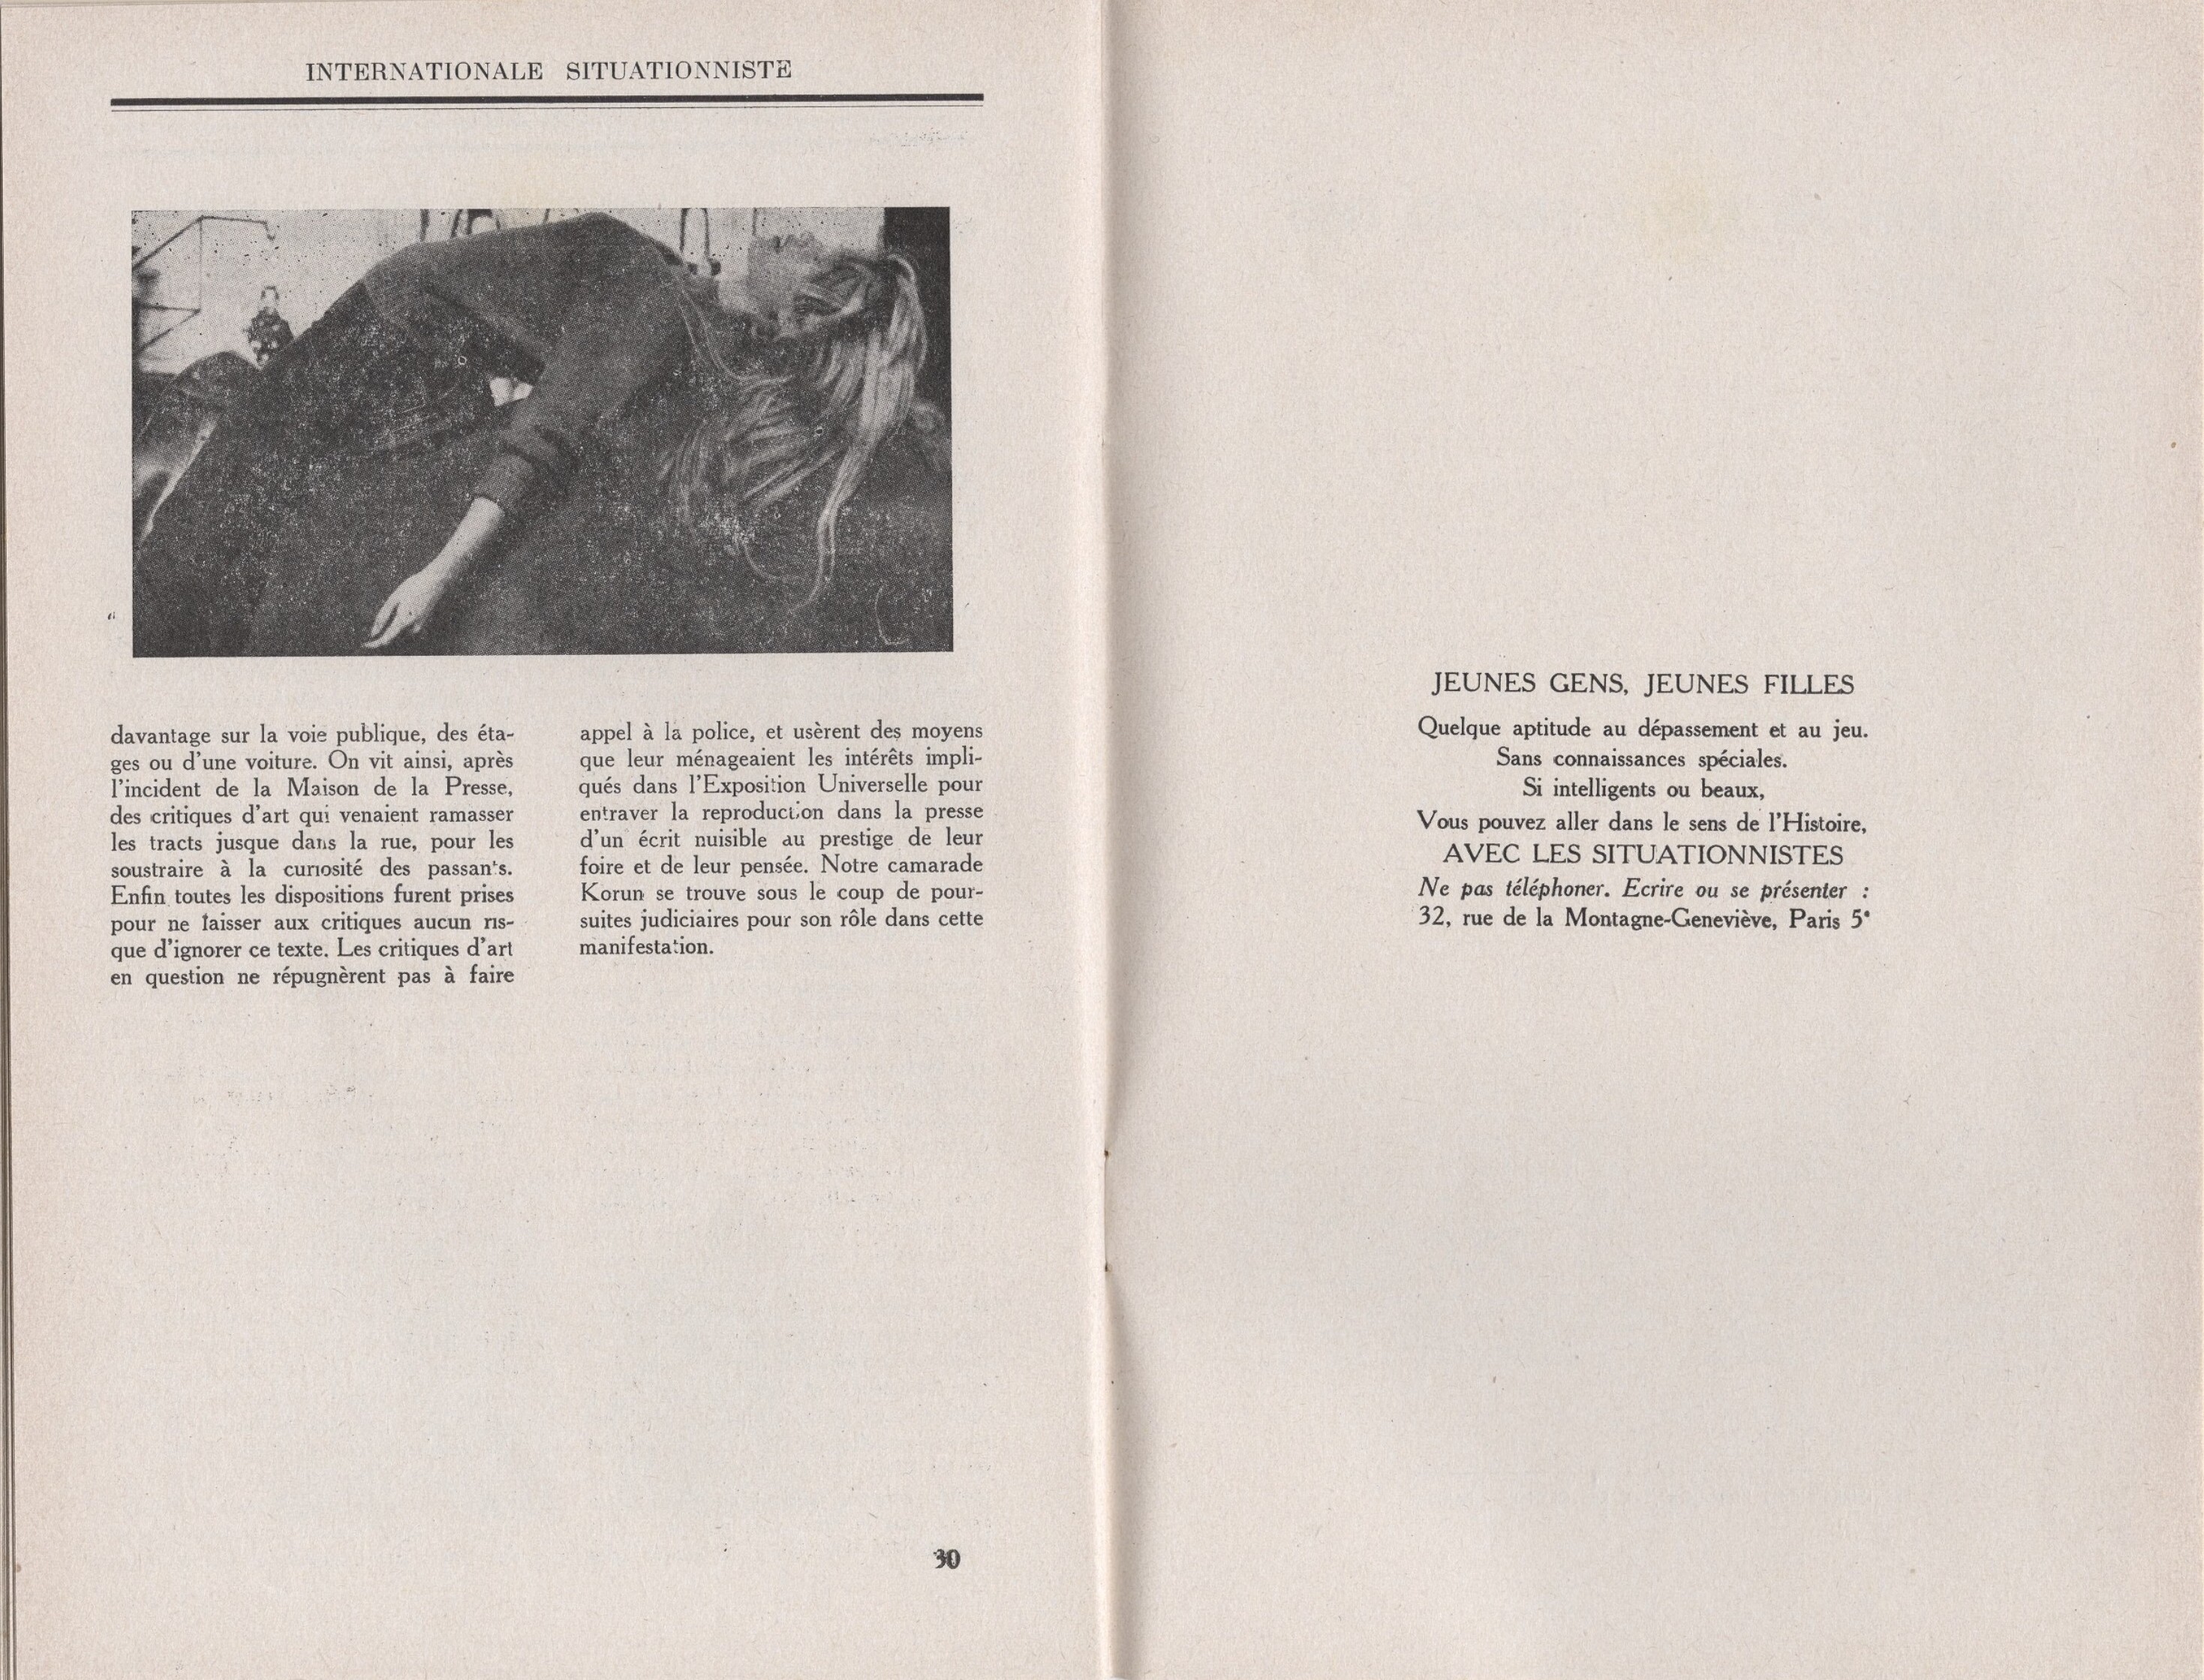 INTERNATIONALE SITUATIONNISTE
davantage sur la voie publique, des éta-
ges ou d'une voiture. On vit ainsi, après
l'incident de la Maison de la Presse,
des critiques d'art qui venaient ramasser
les tracts jusque dans la rue, pour les
soustraire à la curiosité des passants.
Enfin toutes les dispositions furent prises
pour ne laisser aux critiques aucun ris-
que d'ignorer ce texte. Les critiques d'art
en question ne répugnèrent pas à faire
appel à la police, et usèrent des moyens
que leur ménageaient les intérêts impli-
qués dans l'Exposition Universelle pour
entraver la reproduction dans la presse
d'un écrit nuisible au prestige de leur
foire et de leur pensée. Notre camarade
Korun se trouve sous le coup de pour-
suites judiciaires pour son rôle dans cette
manifestation.
30
JEUNES GENS, JEUNES FILLES
Quelque aptitude au dépassement et au jeu.
Sans connaissances spéciales.
Si intelligents ou beaux,
Vous pouvez aller dans le sens de l'Histoire,
AVEC LES SITUATIONNISTES
Ne pas téléphoner. Ecrire ou se présenter :
32, rue de la Montagne-Geneviève, Paris 5ᵉ